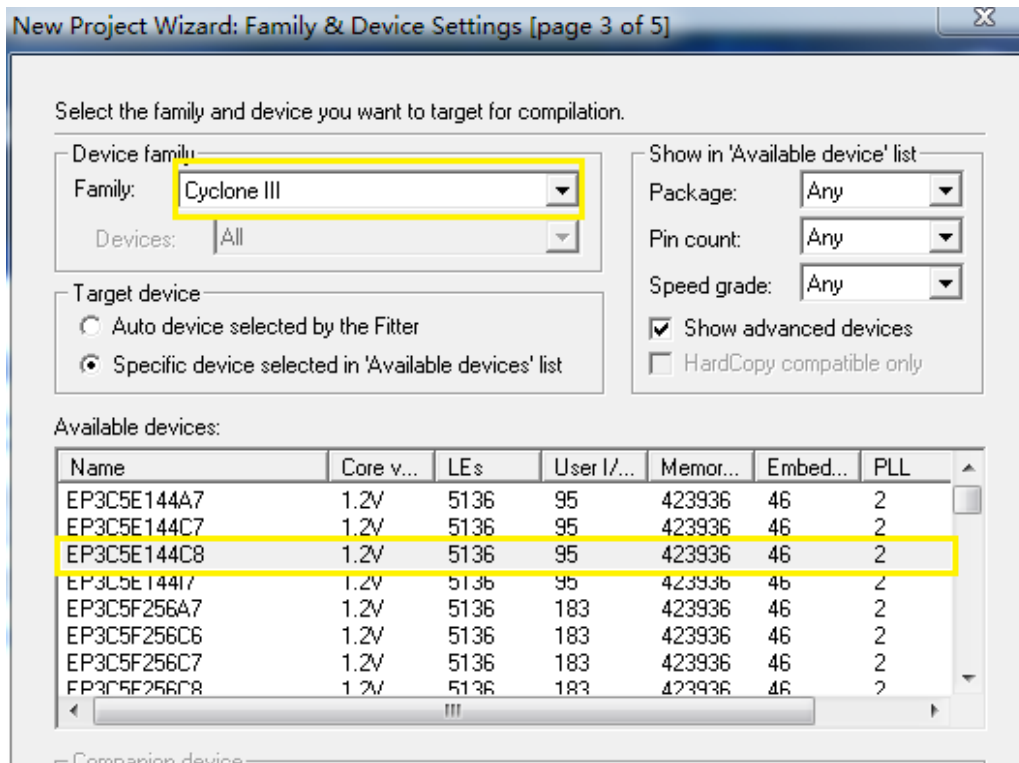 New Project Wizard: Family & Device Settings [page 3 of 5]
Select the family and device you want to target for compilation.
Device family
Family: Cyclone III
Devices: All
Show in 'Available device' list
Package: Any
Pin count: Any
Speed grade: Any
Show advanced devices
HardCopy compatible only
Target device
Auto device selected by the Fitter
Specific device selected in 'Available devices' list
Available devices:
Name Core v... LEs User I/... Memor... Embed... PLL
EP3C5E144A7 1.2V 5136 95 423936 46 2
EP3C5E144C7 1.2V 5136 95 423936 46 2
EP3C5E144C8 1.2V 5136 95 423936 46 2
EP3C5E144I7 1.2V 5136 95 423936 46 2
EP3C5F256A7 1.2V 5136 183 423936 46 2
EP3C5F256C6 1.2V 5136 183 423936 46 2
EP3C5F256C7 1.2V 5136 183 423936 46 2
EP3C5F256C8 1.2V 5136 183 423936 46 2
Companion device